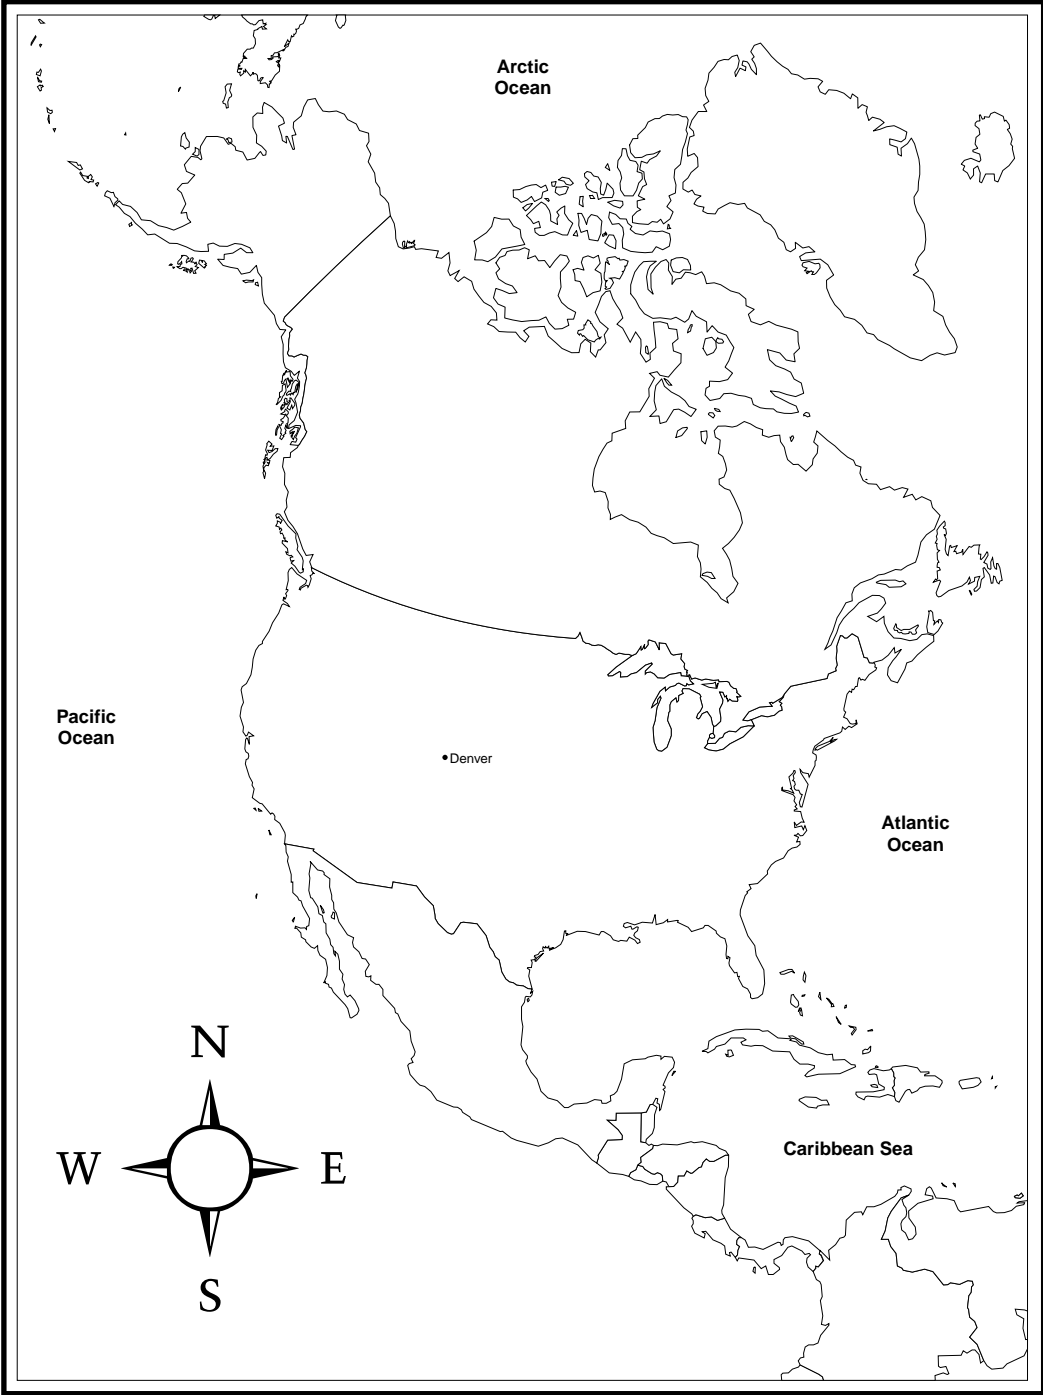 Arctic
Ocean
Pacific
Ocean
Denver
Atlantic
Ocean
N
Caribbean Sea
W
E
S